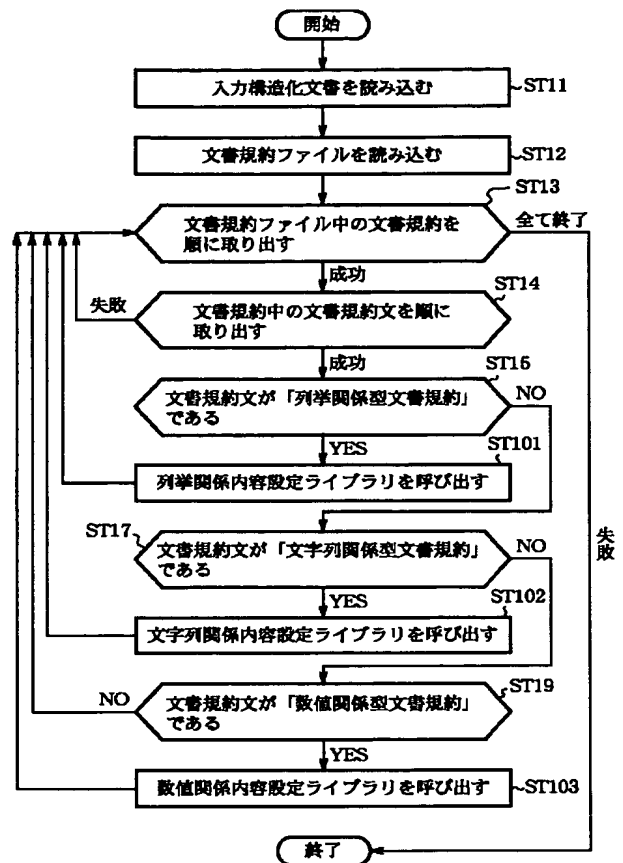 開始
入力構造化文書を読み込む
ST11
文書規約ファイルを読み込む
ST12
ST13
文書規約ファイル中の文書規約を
順に取り出す
全て終了
成功
ST14
失敗
文書規約中の文書規約文を順に
取り出す
成功
ST15
文書規約文が「列挙関係型文書規約」
である
NO
YES
ST101
列挙関係内容設定ライブラリを呼び出す
ST17
文書規約文が「文字列関係型文書規約」
である
NO
失敗
YES
ST102
文字列関係内容設定ライブラリを呼び出す
NO
文書規約文が「数値関係型文書規約」
である
ST19
YES
数値関係内容設定ライブラリを呼び出す
ST103
終了